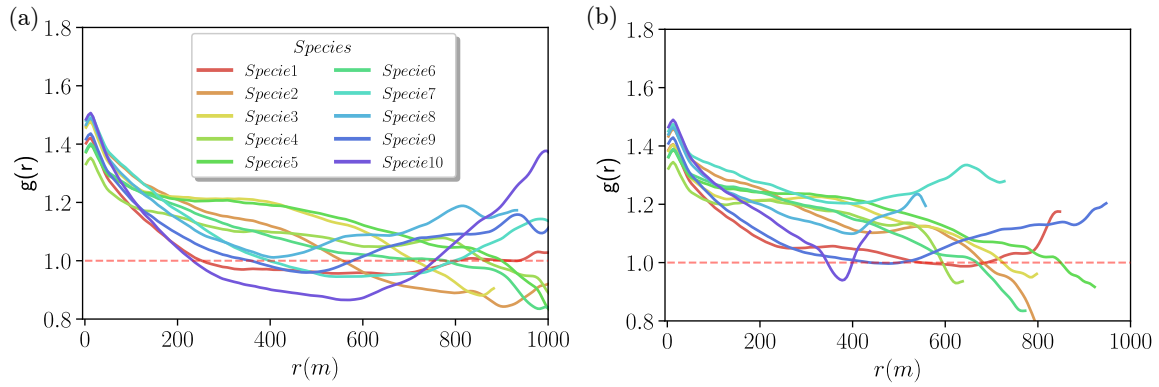 (a)
g(r)
1.8
1.6
1.4
1.2
1.0
0.8
Species
Specie1
Specie2
Specie3
Specie4
Specie5
Specie6
Specie7
Specie8
Specie9
Specie10
0 200 400 600 800 1000
r(m)
(b)
g(r)
1.8
1.6
1.4
1.2
1.0
0.8
0 200 400 600 800 1000
r(m)